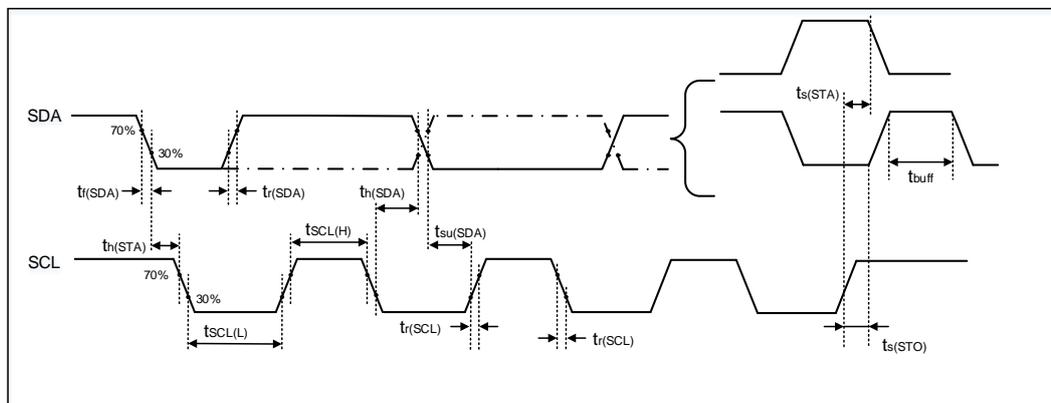 ts(STA)
SDA
70%
30%
tbuff
tf(SDA)
tr(SDA)
th(SDA)
th(STA)
tSCL(H)
tsu(SDA)
SCL
70%
30%
tSCL(L)
tr(SCL)
tr(SCL)
ts(STO)